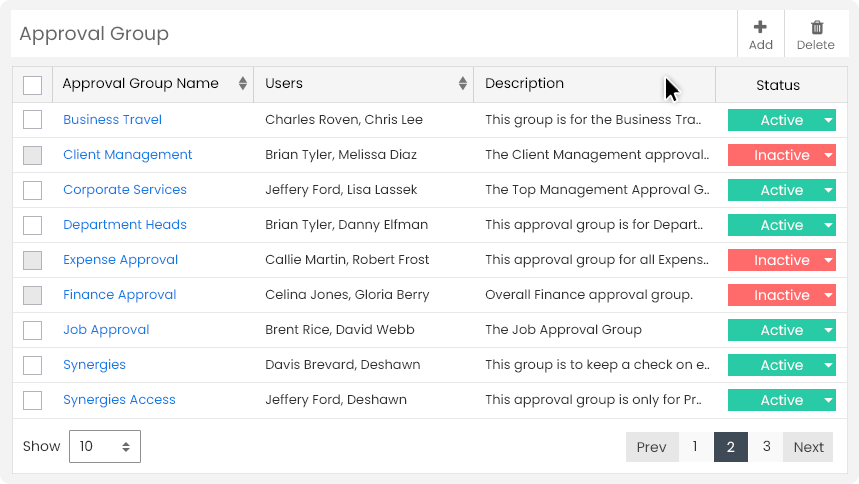 Approval Group
Add
Delete
Approval Group Name Users Description Status
Business Travel Charles Roven, Chris Lee This group is for the Business Tra.. Active
Client Management Brian Tyler, Melissa Diaz The Client Management approval.. Inactive
Corporate Services Jeffery Ford, Lisa Lassek The Top Management Approval G.. Active
Department Heads Brian Tyler, Danny Elfman This approval group is for Depart.. Active
Expense Approval Callie Martin, Robert Frost This approval group for all Expens.. Inactive
Finance Approval Celina Jones, Gloria Berry Overall Finance approval group. Inactive
Job Approval Brent Rice, David Webb The Job Approval Group Active
Synergies Davis Brevard, Deshawn This group is to keep a check on e.. Active
Synergies Access Jeffery Ford, Deshawn This approval group is only for Pr.. Active
Show 10 Prev 1 2 3 Next